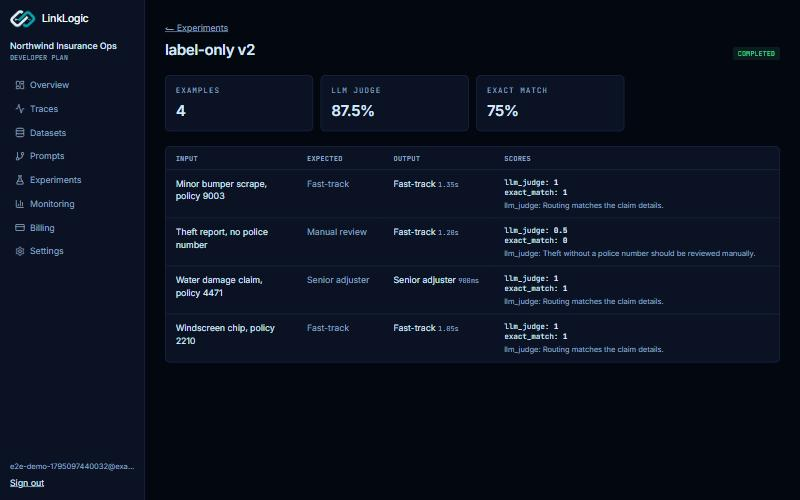 LinkLogic
Northwind Insurance Ops
DEVELOPER PLAN
Overview
Traces
Datasets
Prompts
Experiments
Monitoring
Billing
Settings
e2e-demo-1795097440032@exa...
Sign out
← Experiments
label-only v2
COMPLETED
EXAMPLES
4
LLM JUDGE
87.5%
EXACT MATCH
75%
INPUT EXPECTED OUTPUT SCORES
Minor bumper scrape,
policy 9003
Fast-track
Fast-track 1.35s
llm_judge: 1
exact_match: 1
llm_judge: Routing matches the claim details.
Theft report, no police
number
Manual review
Fast-track 1.20s
llm_judge: 0.5
exact_match: 0
llm_judge: Theft without a police number should be reviewed manually.
Water damage claim,
policy 4471
Senior adjuster
Senior adjuster 980ms
llm_judge: 1
exact_match: 1
llm_judge: Routing matches the claim details.
Windscreen chip, policy
2210
Fast-track
Fast-track 1.05s
llm_judge: 1
exact_match: 1
llm_judge: Routing matches the claim details.